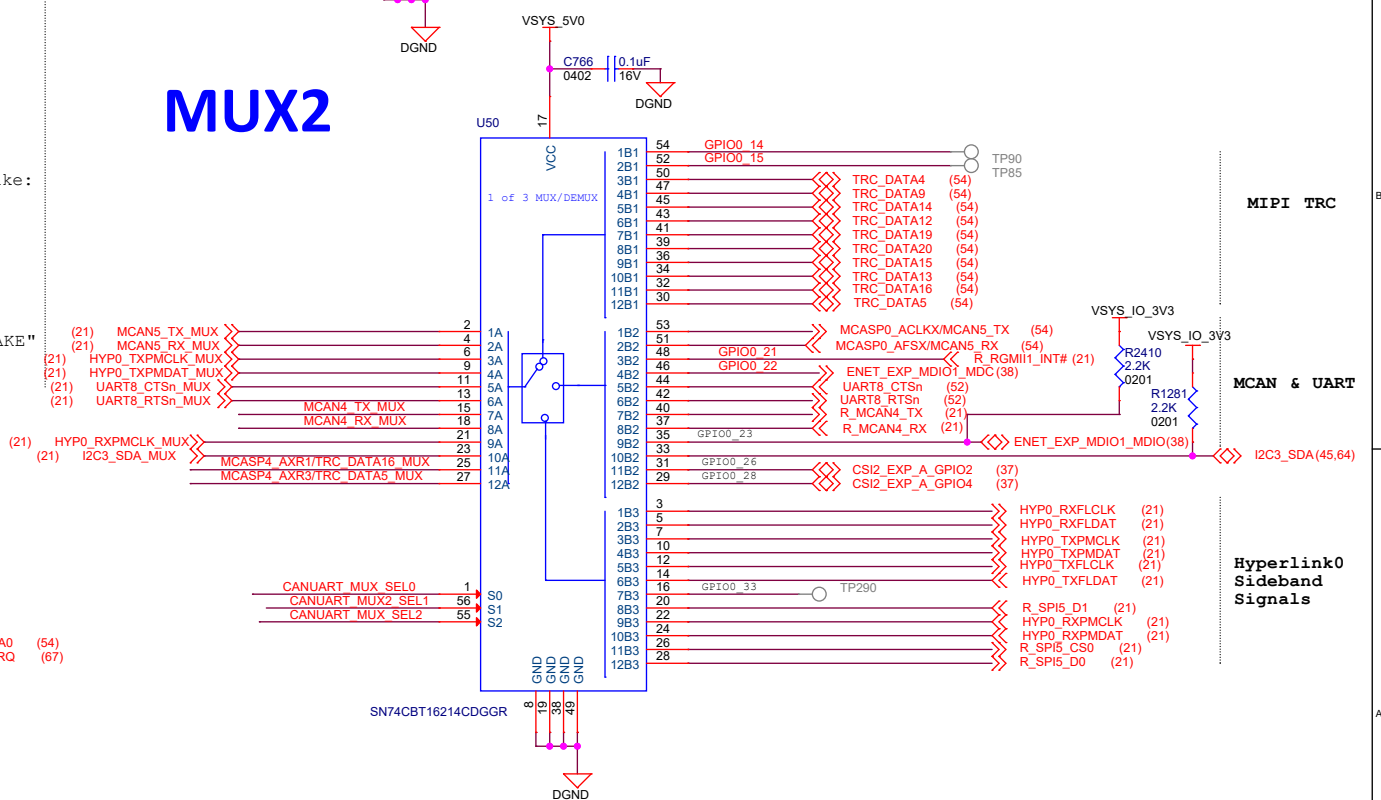 DGND
VSYS_5V0
C766 0.1uF
0402 16V
DGND
MUX2
U50
17
VCC
1 of 3 MUX/DEMUX
ke:
AKE"
1B1 54 GPIO0_14 TP90
2B1 52 GPIO0_15 TP85
3B1 50 TRC_DATA4 (54)
4B1 47 TRC_DATA9 (54)
5B1 45 TRC_DATA14 (54)
6B1 43 TRC_DATA12 (54)
7B1 41 TRC_DATA19 (54)
8B1 39 TRC_DATA20 (54)
9B1 36 TRC_DATA15 (54)
10B1 34 TRC_DATA13 (54)
11B1 32 TRC_DATA16 (54)
12B1 30 TRC_DATA5 (54)
MIPI TRC
B
(21) MCAN5_TX_MUX 2 1A
(21) MCAN5_RX_MUX 4 2A
(21) HYP0_TXPMCLK_MUX 6 3A
(21) HYP0_TXPMDAT_MUX 9 4A
(21) UART8_CTSn_MUX 11 5A
(21) UART8_RTSn_MUX 13 6A
MCAN4_TX_MUX 15 7A
MCAN4_RX_MUX 18 8A
(21) HYP0_RXPMCLK_MUX 21 9A
(21) I2C3_SDA_MUX 23 10A
MCASP4_AXR1/TRC_DATA16_MUX 25 11A
MCASP4_AXR3/TRC_DATA5_MUX 27 12A
1B2 53 MCASP0_ACLKX/MCAN5_TX (54)
2B2 51 MCASP0_AFSX/MCAN5_RX (54)
3B2 48 GPIO0_21 R_RGMII1_INT# (21)
4B2 46 GPIO0_22 ENET_EXP_MDIO1_MDC(38)
5B2 44 UART8_CTSn (52)
6B2 42 UART8_RTSn (52)
7B2 40 R_MCAN4_TX (21)
8B2 37 R_MCAN4_RX (21)
9B2 35 GPIO0_23 ENET_EXP_MDIO1_MDIO(38)
10B2 33 I2C3_SDA(45,64)
11B2 31 GPIO0_26 CSI2_EXP_A_GPIO2 (37)
12B2 29 GPIO0_28 CSI2_EXP_A_GPIO4 (37)
VSYS_IO_3V3
VSYS_IO_3V3
R2410
2.2K
0201
R1281
2.2K
0201
MCAN & UART
1B3 3 HYP0_RXFLCLK (21)
2B3 5 HYP0_RXFLDAT (21)
3B3 7 HYP0_TXPMCLK (21)
4B3 10 HYP0_TXPMDAT (21)
5B3 12 HYP0_TXFLCLK (21)
6B3 14 HYP0_TXFLDAT (21)
7B3 16 GPIO0_33 TP290
8B3 20 R_SPI5_D1 (21)
9B3 22 HYP0_RXPMCLK (21)
10B3 24 HYP0_RXPMDAT (21)
11B3 26 R_SPI5_CS0 (21)
12B3 28 R_SPI5_D0 (21)
Hyperlink0
Sideband
Signals
CANUART_MUX_SEL0 1 S0
CANUART_MUX2_SEL1 56 S1
CANUART_MUX_SEL2 55 S2
A0 (54)
RQ (67)
GND GND GND GND
8 19 38 49
SN74CBT16214CDGGR
A
DGND